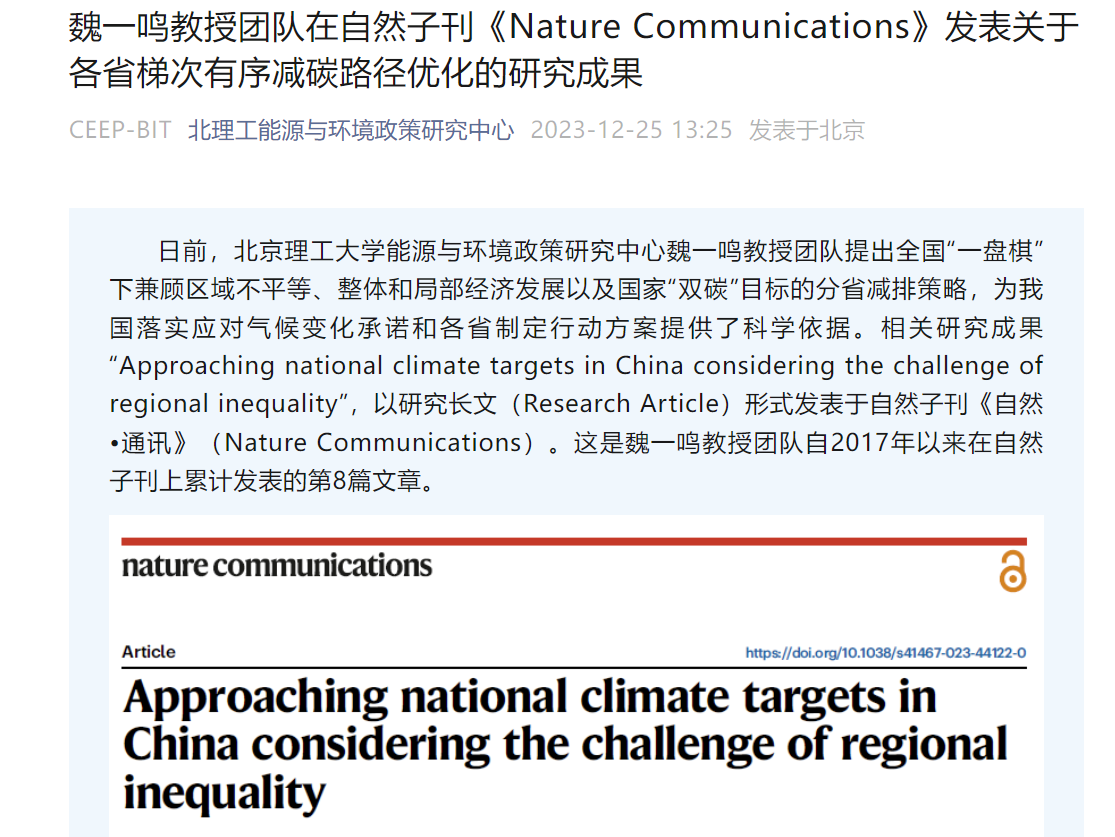 魏一鸣教授团队在自然子刊《Nature Communications》发表关于
各省梯次有序减碳路径优化的研究成果
CEEP-BIT 北理工能源与环境政策研究中心 2023-12-25 13:25 发表于北京
日前，北京理工大学能源与环境政策研究中心魏一鸣教授团队提出全国“一盘棋”
下兼顾区域不平等、整体和局部经济发展以及国家“双碳”目标的分省减排策略，为我
国落实应对气候变化承诺和各省制定行动方案提供了科学依据。相关研究成果
“Approaching national climate targets in China considering the challenge of
regional inequality”，以研究长文（Research Article）形式发表于自然子刊《自然
•通讯》（Nature Communications）。这是魏一鸣教授团队自2017年以来在自然
子刊上累计发表的第8篇文章。
nature communications
Article https://doi.org/10.1038/s41467-023-44122-0
Approaching national climate targets in
China considering the challenge of regional
inequality